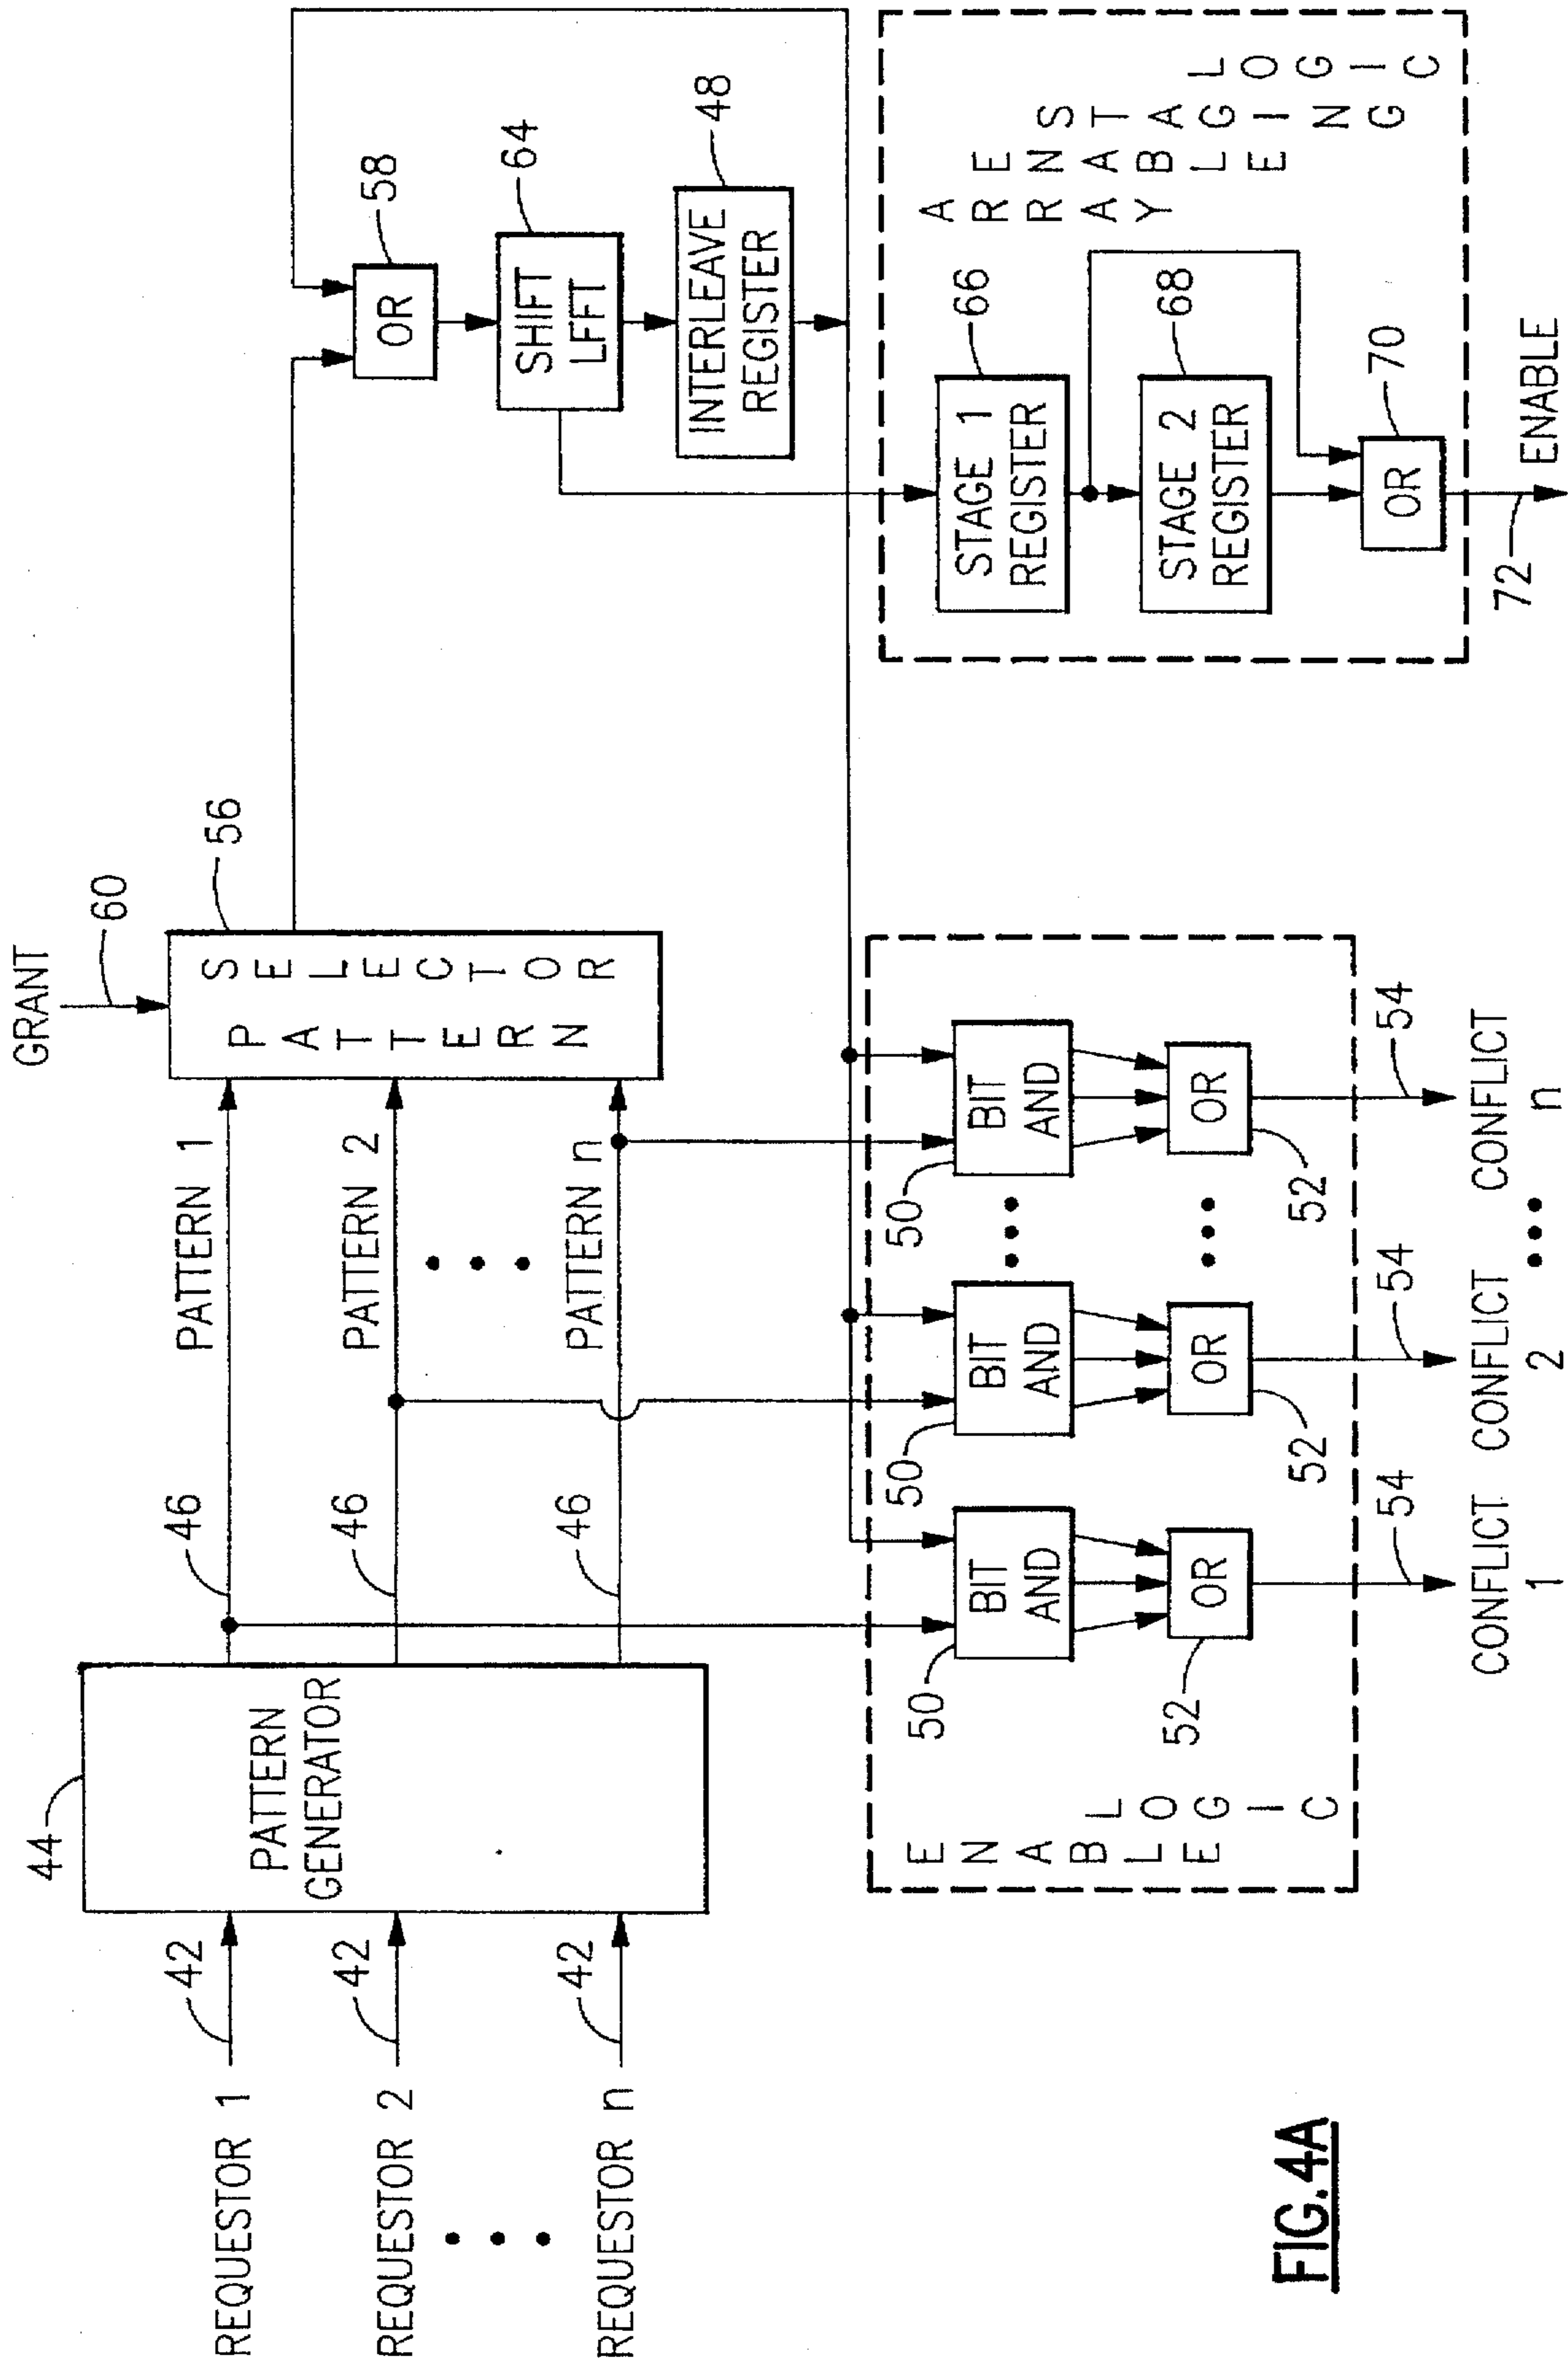 GRANT
60
56
PATTERN
SELECTOR
58
OR
64
SHIFT
LFFT
48
INTERLEAVE
REGISTER
44
PATTERN
GENERATOR
REQUESTOR 1
42
46
PATTERN 1
REQUESTOR 2
42
46
PATTERN 2
REQUESTOR n
42
46
PATTERN n
ENABLE
LOGIC
50
BIT
AND
50
BIT
AND
50
BIT
AND
52
OR
52
OR
52
OR
54
54
54
CONFLICT
1
CONFLICT
2
CONFLICT
n
ARRAY
ENABLE
STAGING
LOGIC
66
STAGE 1
REGISTER
68
STAGE 2
REGISTER
70
OR
72
ENABLE
FIG.4A